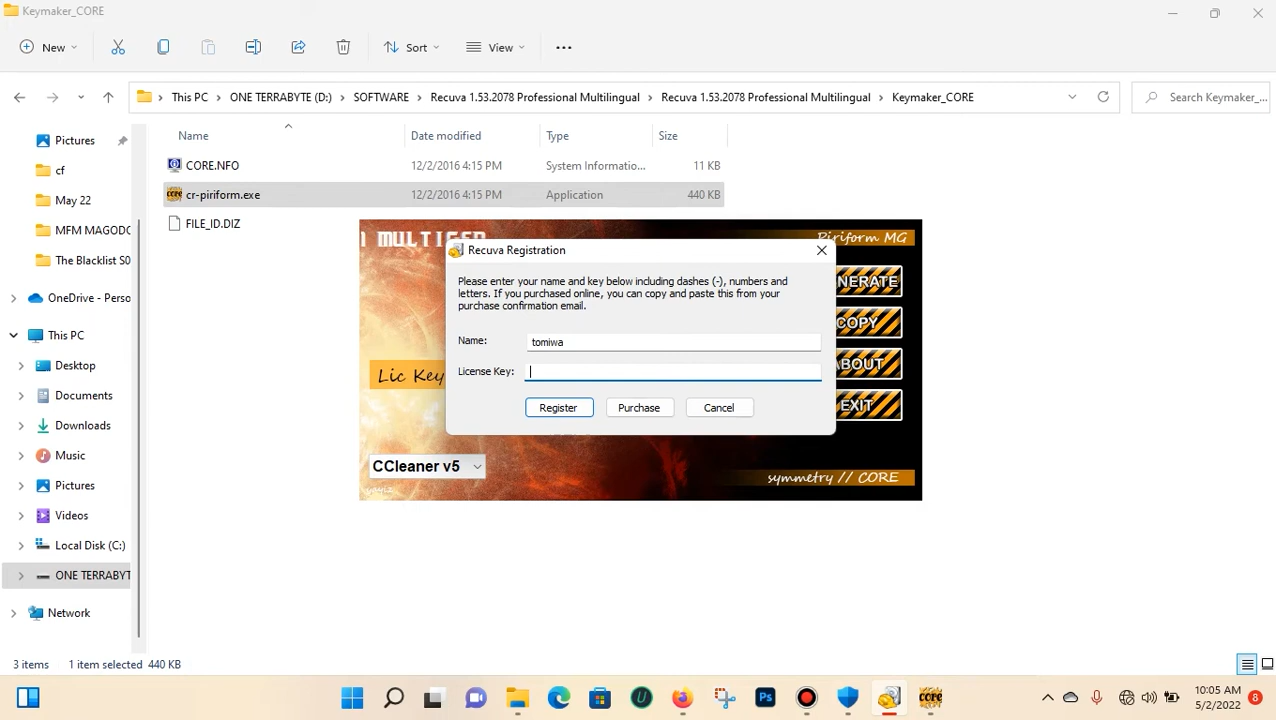 Keymaker_CORE
New
Sort
View
This PC > ONE TERRABYTE (D:) > SOFTWARE > Recuva 1.53.2078 Professional Multilingual > Recuva 1.53.2078 Professional Multilingual > Keymaker_CORE
Search Keymaker_...
Name Date modified Type Size
CORE.NFO 12/2/2016 4:15 PM System Informatio... 11 KB
cr-piriform.exe 12/2/2016 4:15 PM Application 440 KB
FILE_ID.DIZ
Pictures
cf
May 22
MFM MAGODO
The Blacklist S0
OneDrive - Perso
This PC
Desktop
Documents
Downloads
Music
Pictures
Videos
Local Disk (C:)
ONE TERRABYT
Network
Piriform MG
Recuva Registration
Please enter your name and key below including dashes (-), numbers and
letters. If you purchased online, you can copy and paste this from your
purchase confirmation email.
Name: tomiwa
License Key:
Register Purchase Cancel
NERATE
COPY
BOUT
EXIT
Lic Key
CCleaner v5
symmetry // CORE
3 items 1 item selected 440 KB
10:05 AM
5/2/2022
8